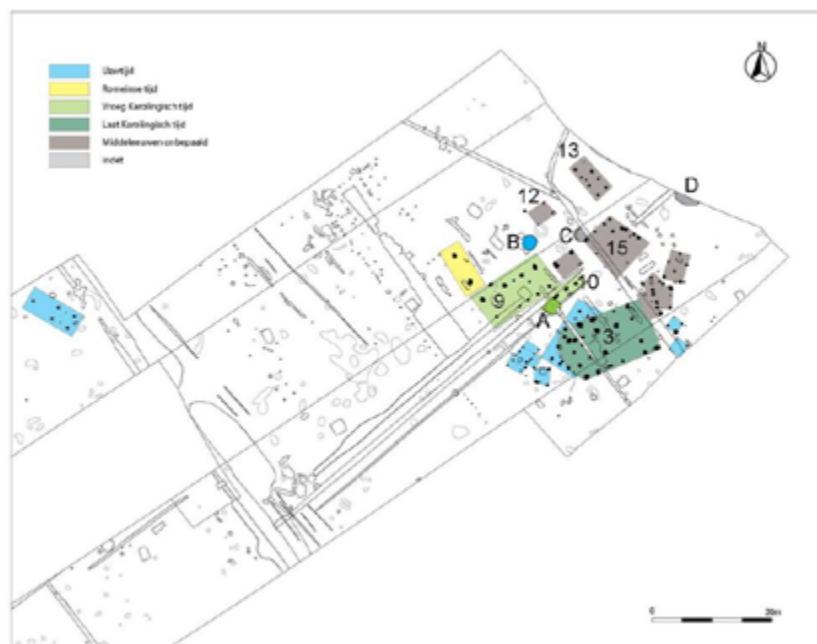 N
IJzertijd
Romeinse tijd
Vroeg Karolingisch tijd
Laat Karolingisch tijd
Middeleeuwen onbepaald
indet
13
D
12
B
C
15
9
10
A
3
0 20m